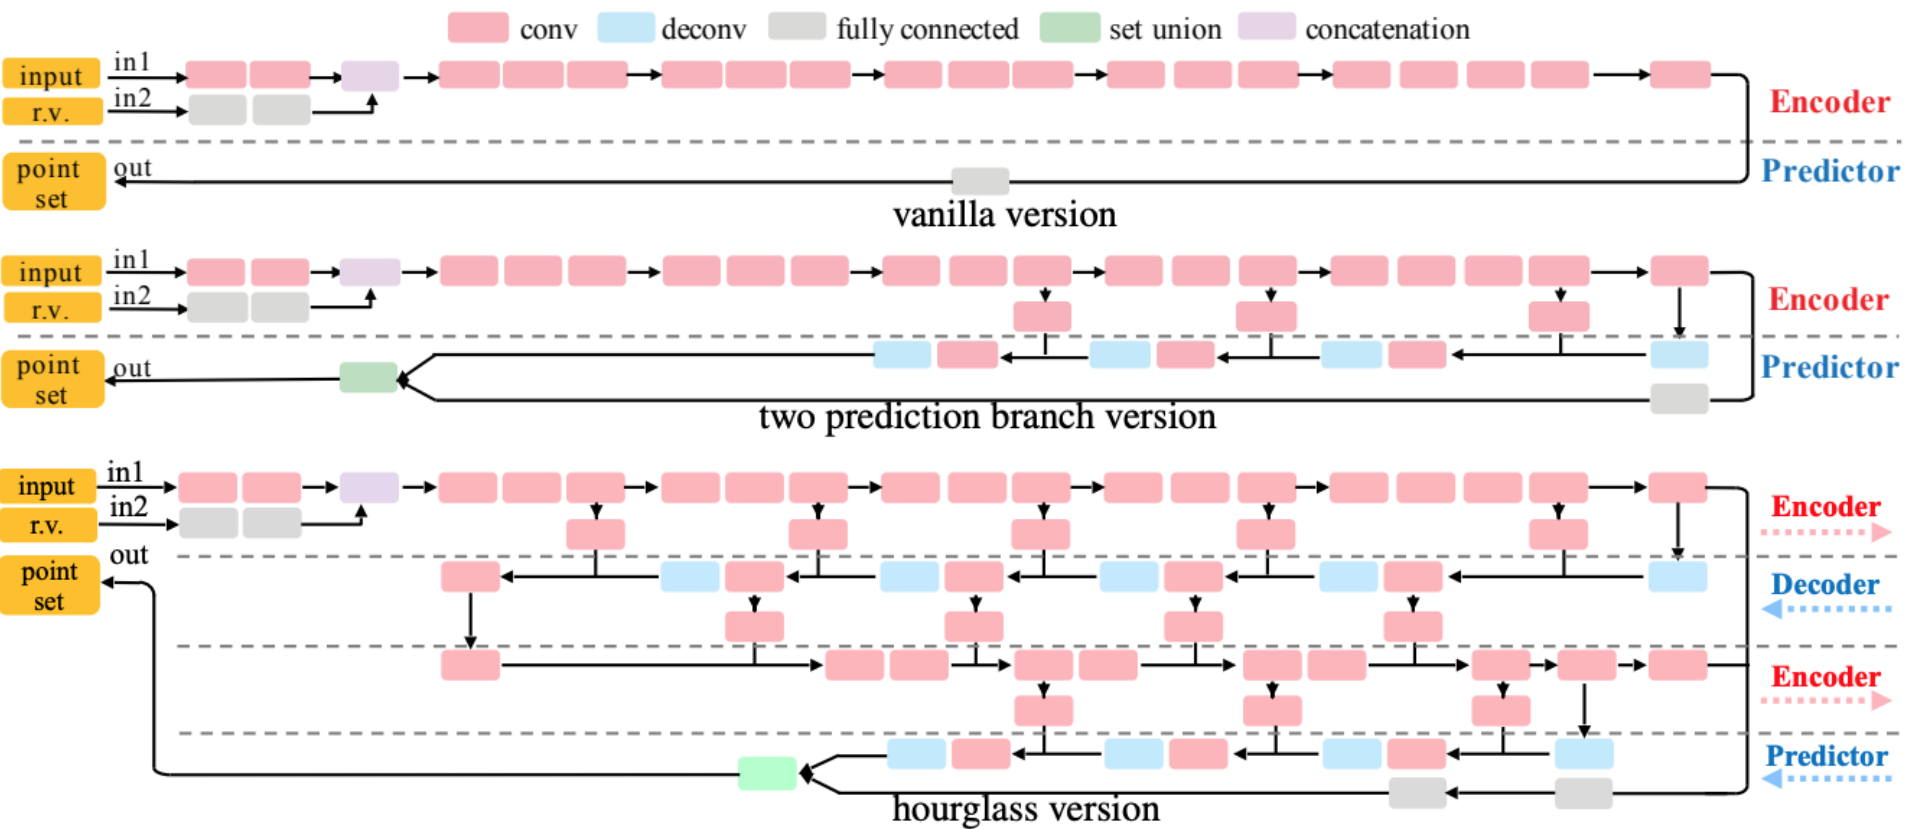 conv deconv fully connected set union concatenation
input in1
r.v. in2
Encoder
point set out
Predictor
vanilla version
input in1
r.v. in2
Encoder
point set out
Predictor
two prediction branch version
input in1
r.v. in2
Encoder
out
point set
Decoder
Encoder
Predictor
hourglass version